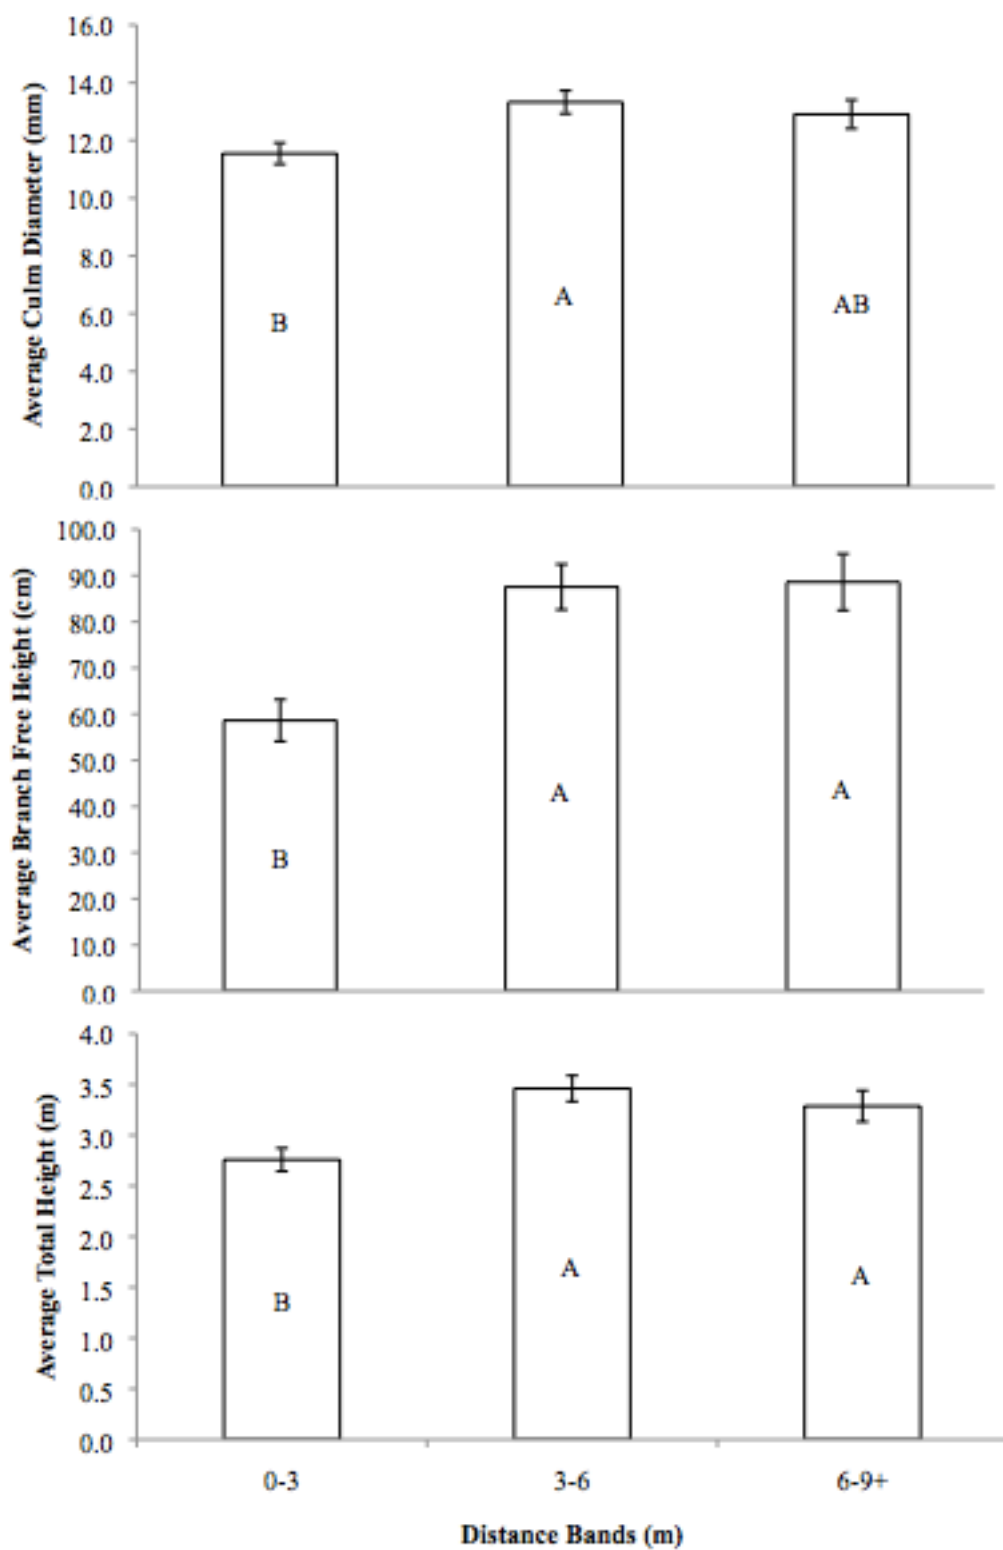 Average Culm Diameter (mm)
16.0
14.0
12.0
10.0
8.0
6.0
4.0
2.0
0.0
B
A
AB
Average Branch Free Height (cm)
100.0
90.0
80.0
70.0
60.0
50.0
40.0
30.0
20.0
10.0
0.0
B
A
A
Average Total Height (m)
4.0
3.5
3.0
2.5
2.0
1.5
1.0
0.5
0.0
B
A
A
0-3 3-6 6-9+
Distance Bands (m)